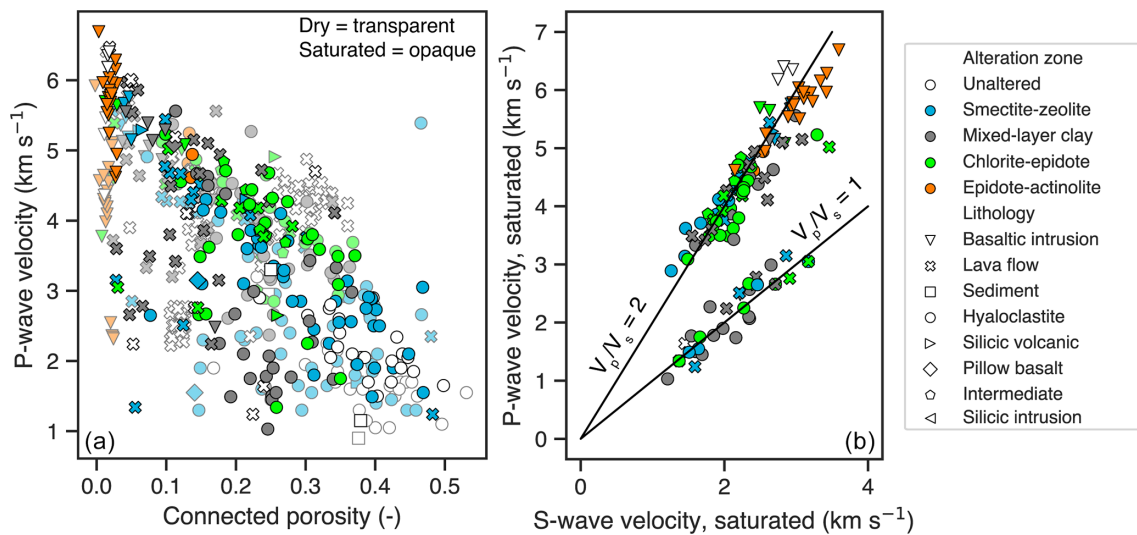 Dry = transparent
Saturated = opaque
P-wave velocity (km s⁻¹)
6
5
4
3
2
1
(a)
0.0 0.1 0.2 0.3 0.4 0.5
Connected porosity (-)
P-wave velocity, saturated (km s⁻¹)
7
6
5
4
3
2
1
0
Vp/Vs = 2
Vp/Vs = 1
(b)
0 2 4
S-wave velocity, saturated (km s⁻¹)
Alteration zone
Unaltered
Smectite-zeolite
Mixed-layer clay
Chlorite-epidote
Epidote-actinolite
Lithology
Basaltic intrusion
Lava flow
Sediment
Hyaloclastite
Silicic volcanic
Pillow basalt
Intermediate
Silicic intrusion